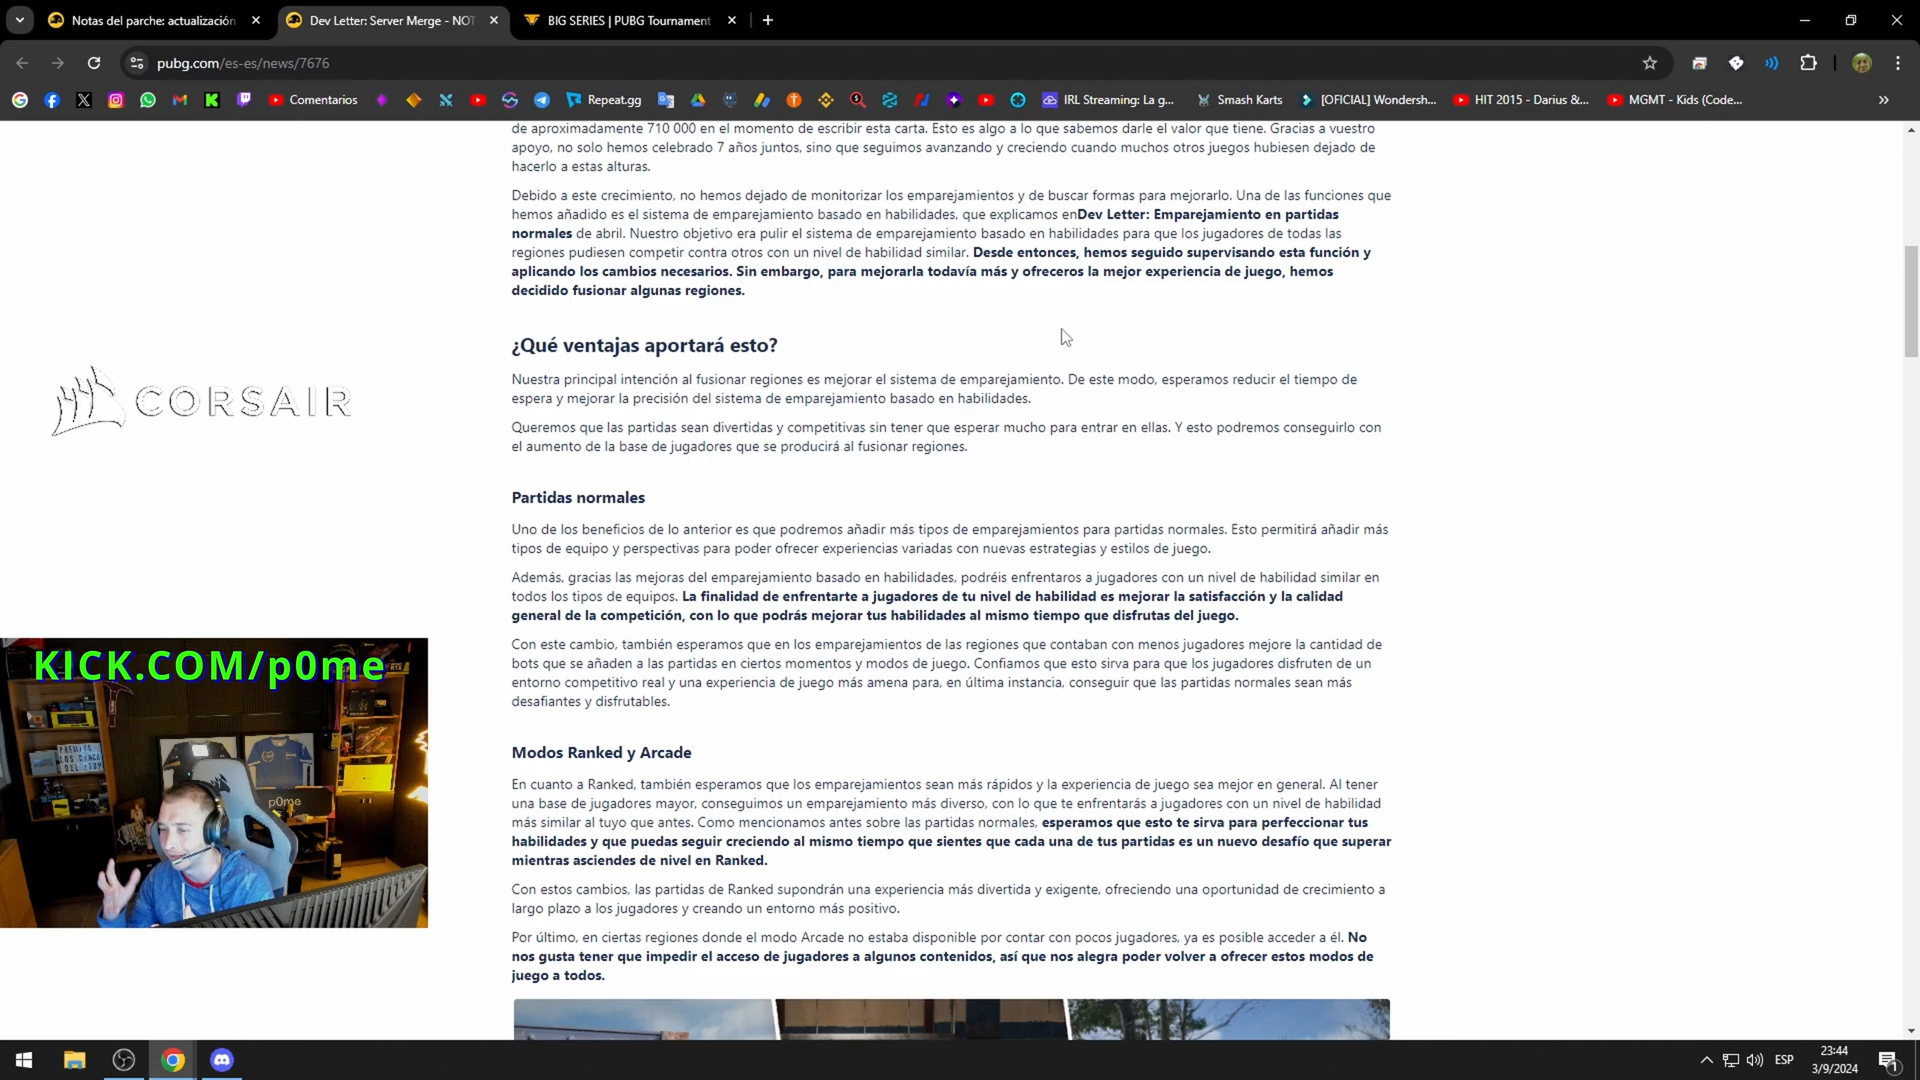 Notas del parche: actualización
Dev Letter: Server Merge - NOT
BIG SERIES | PUBG Tournament
pubg.com/es-es/news/7676
Comentarios
Repeat.gg
IRL Streaming: La g...
Smash Karts
[OFICIAL] Wondersh...
HIT 2015 - Darius &...
MGMT - Kids (Code...
de aproximadamente 710 000 en el momento de escribir esta carta. Esto es algo a lo que sabemos darle el valor que tiene. Gracias a vuestro
apoyo, no solo hemos celebrado 7 años juntos, sino que seguimos avanzando y creciendo cuando muchos otros juegos hubiesen dejado de
hacerlo a estas alturas.
Debido a este crecimiento, no hemos dejado de monitorizar los emparejamientos y de buscar formas para mejorarlo. Una de las funciones que
hemos añadido es el sistema de emparejamiento basado en habilidades, que explicamos enDev Letter: Emparejamiento en partidas
normales de abril. Nuestro objetivo era pulir el sistema de emparejamiento basado en habilidades para que los jugadores de todas las
regiones pudiesen competir contra otros con un nivel de habilidad similar. Desde entonces, hemos seguido supervisando esta función y
aplicando los cambios necesarios. Sin embargo, para mejorarla todavía más y ofreceros la mejor experiencia de juego, hemos
decidido fusionar algunas regiones.
¿Qué ventajas aportará esto?
Nuestra principal intención al fusionar regiones es mejorar el sistema de emparejamiento. De este modo, esperamos reducir el tiempo de
espera y mejorar la precisión del sistema de emparejamiento basado en habilidades.
Queremos que las partidas sean divertidas y competitivas sin tener que esperar mucho para entrar en ellas. Y esto podremos conseguirlo con
el aumento de la base de jugadores que se producirá al fusionar regiones.
CORSAIR
Partidas normales
Uno de los beneficios de lo anterior es que podremos añadir más tipos de emparejamientos para partidas normales. Esto permitirá añadir más
tipos de equipo y perspectivas para poder ofrecer experiencias variadas con nuevas estrategias y estilos de juego.
Además, gracias las mejoras del emparejamiento basado en habilidades, podréis enfrentaros a jugadores con un nivel de habilidad similar en
todos los tipos de equipos. La finalidad de enfrentarte a jugadores de tu nivel de habilidad es mejorar la satisfacción y la calidad
general de la competición, con lo que podrás mejorar tus habilidades al mismo tiempo que disfrutas del juego.
Con este cambio, también esperamos que en los emparejamientos de las regiones que contaban con menos jugadores mejore la cantidad de
bots que se añaden a las partidas en ciertos momentos y modos de juego. Confiamos que esto sirva para que los jugadores disfruten de un
entorno competitivo real y una experiencia de juego más amena para, en última instancia, conseguir que las partidas normales sean más
desafiantes y disfrutables.
KICK.COM/p0me
PREMIOS
LOS CINCO
DEL
p0me
Modos Ranked y Arcade
En cuanto a Ranked, también esperamos que los emparejamientos sean más rápidos y la experiencia de juego sea mejor en general. Al tener
una base de jugadores mayor, conseguimos un emparejamiento más diverso, con lo que te enfrentarás a jugadores con un nivel de habilidad
más similar al tuyo que antes. Como mencionamos antes sobre las partidas normales, esperamos que esto te sirva para perfeccionar tus
habilidades y que puedas seguir creciendo al mismo tiempo que sientes que cada una de tus partidas es un nuevo desafío que superar
mientras asciendes de nivel en Ranked.
Con estos cambios, las partidas de Ranked supondrán una experiencia más divertida y exigente, ofreciendo una oportunidad de crecimiento a
largo plazo a los jugadores y creando un entorno más positivo.
Por último, en ciertas regiones donde el modo Arcade no estaba disponible por contar con pocos jugadores, ya es posible acceder a él. No
nos gusta tener que impedir el acceso de jugadores a algunos contenidos, así que nos alegra poder volver a ofrecer estos modos de
juego a todos.
ESP
23:44
3/9/2024
1